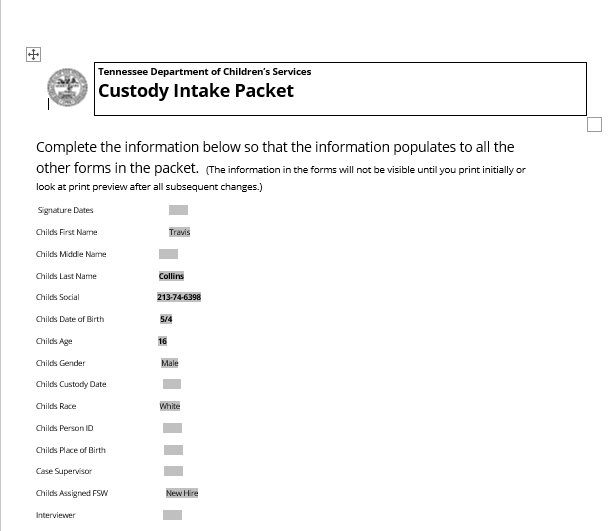 Tennessee Department of Children's Services
Custody Intake Packet
Complete the information below so that the information populates to all the
other forms in the packet. (The information in the forms will not be visible until you print initially or
look at print preview after all subsequent changes.)
Signature Dates
Childs First Name Travis
Childs Middle Name
Childs Last Name Collins
Childs Social 213-74-6398
Childs Date of Birth 5/4
Childs Age 16
Childs Gender Male
Childs Custody Date
Childs Race White
Childs Person ID
Childs Place of Birth
Case Supervisor
Childs Assigned FSW New Hire
Interviewer